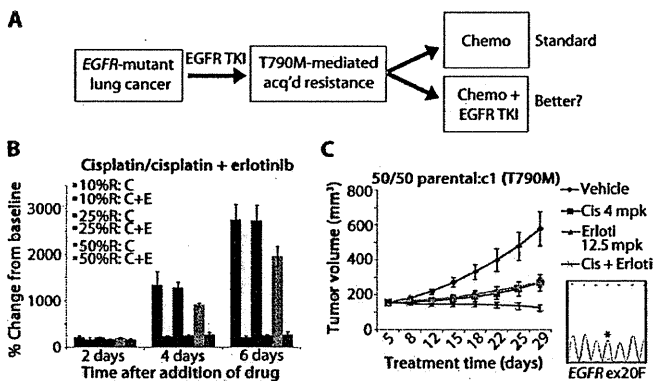 A
EGFR-mutant
lung cancer
EGFR TKI
T790M-mediated
acq'd resistance
Chemo
Standard
Chemo +
EGFR TKI
Better?
B
Cisplatin/cisplatin + erlotinib
10%R: C
10%R: C+E
25%R: C
25%R: C+E
50%R: C
50%R: C+E
% Change from baseline
3000
2000
1000
0
2 days
4 days
6 days
Time after addition of drug
C
50/50 parental:c1 (T790M)
Tumor volume (mm³)
800
600
400
200
0
5
8
12
15
18
22
25
29
Treatment time (days)
Vehicle
Cis 4 mpk
Erloti
12.5 mpk
Cis + Erloti
*
EGFR ex20F